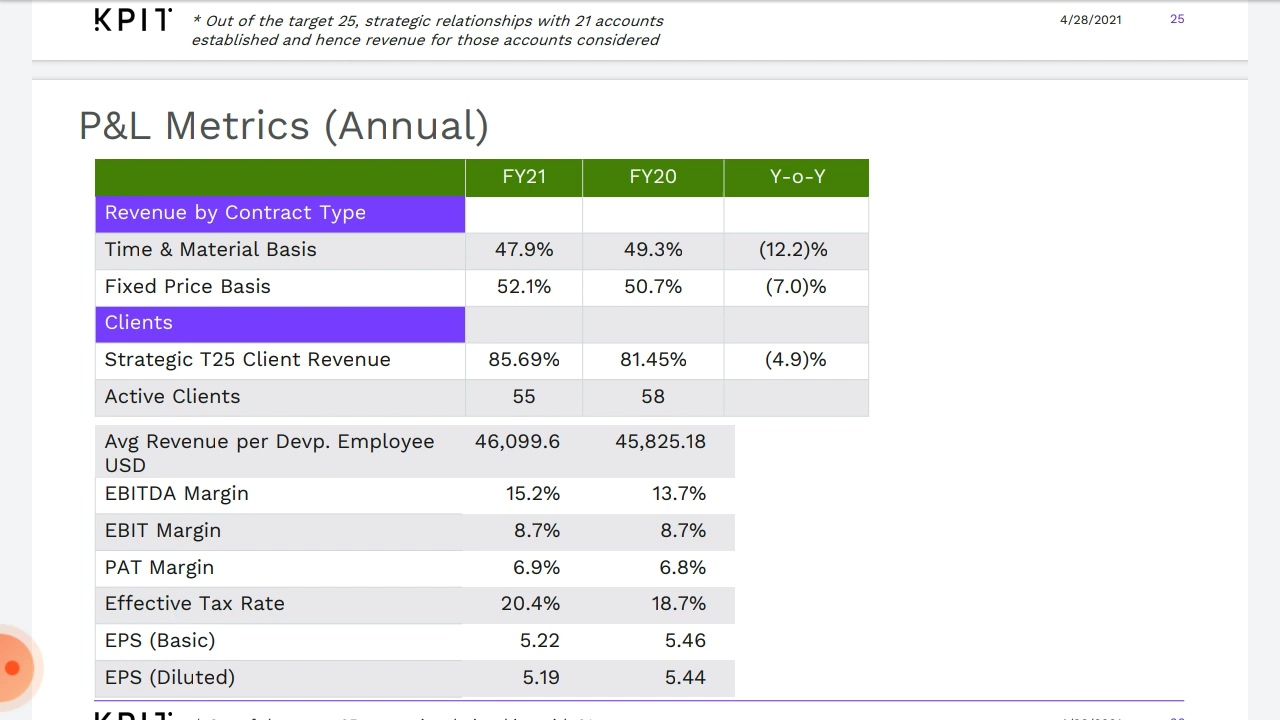 KPIT
* Out of the target 25, strategic relationships with 21 accounts
established and hence revenue for those accounts considered
4/28/2021 25
P&L Metrics (Annual)
FY21 FY20 Y-o-Y
Revenue by Contract Type
Time & Material Basis 47.9% 49.3% (12.2)%
Fixed Price Basis 52.1% 50.7% (7.0)%
Clients
Strategic T25 Client Revenue 85.69% 81.45% (4.9)%
Active Clients 55 58
Avg Revenue per Devp. Employee 46,099.6 45,825.18
USD
EBITDA Margin 15.2% 13.7%
EBIT Margin 8.7% 8.7%
PAT Margin 6.9% 6.8%
Effective Tax Rate 20.4% 18.7%
EPS (Basic) 5.22 5.46
EPS (Diluted) 5.19 5.44
KPIT